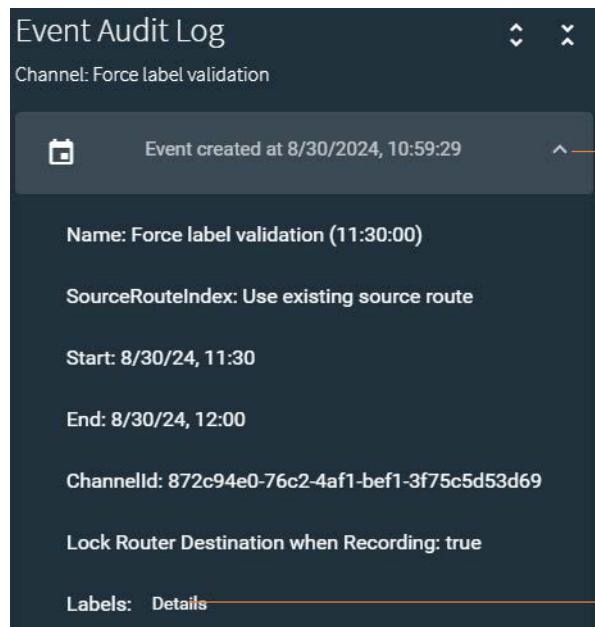 Event Audit Log
Channel: Force label validation
Event created at 8/30/2024, 10:59:29
Name: Force label validation (11:30:00)
SourceRouteIndex: Use existing source route
Start: 8/30/24, 11:30
End: 8/30/24, 12:00
ChannelId: 872c94e0-76c2-4af1-bef1-3f75c5d53d69
Lock Router Destination when Recording: true
Labels: Details